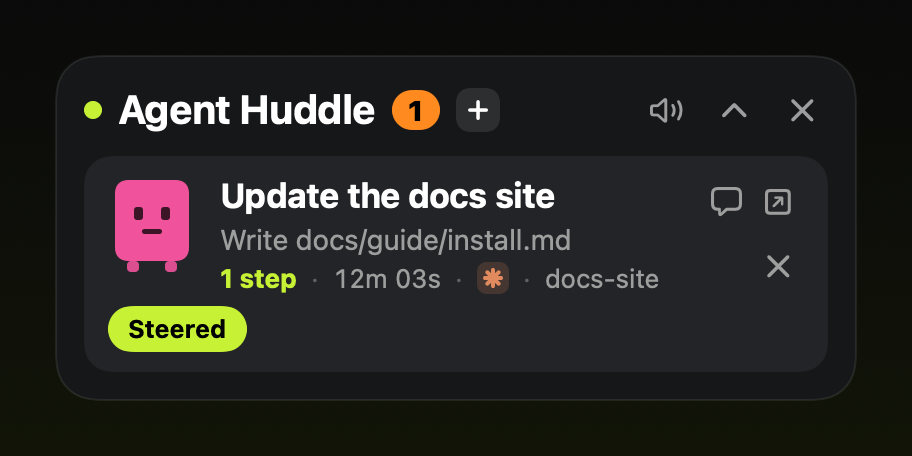 Agent Huddle 1 +
Update the docs site
Write docs/guide/install.md
1 step · 12m 03s · · docs-site
Steered